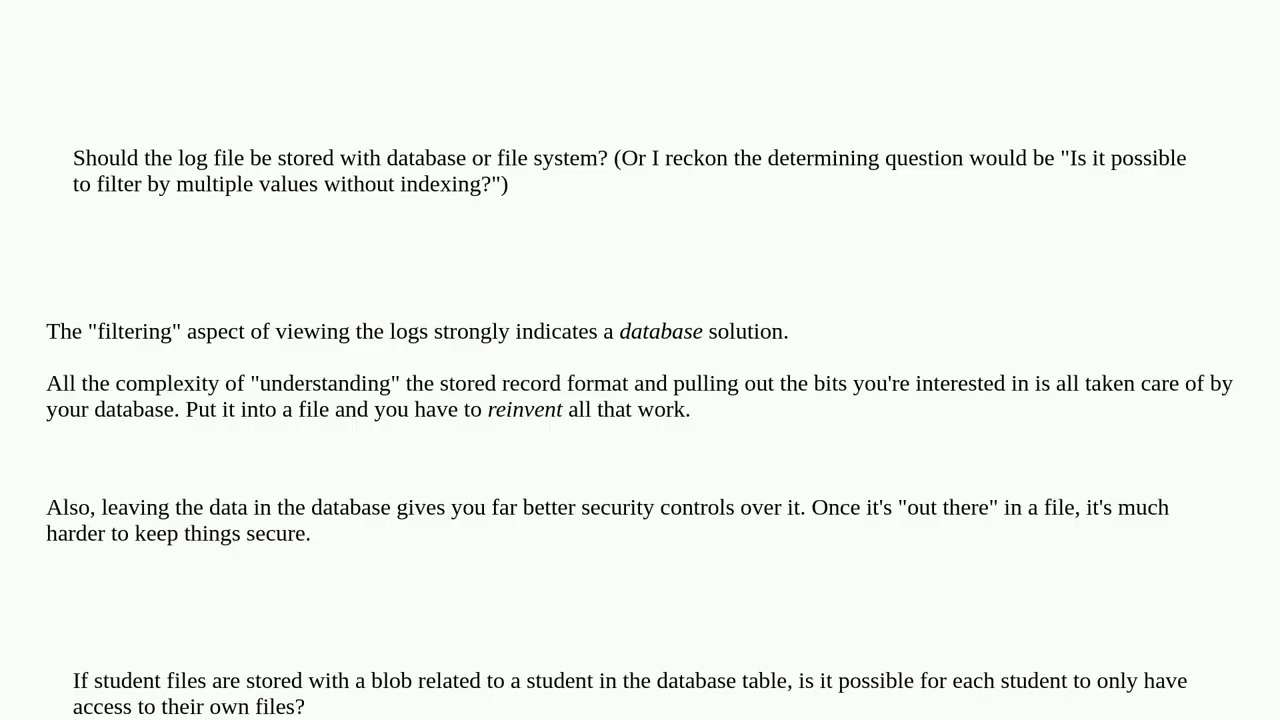 Should the log file be stored with database or file system? (Or I reckon the determining question would be "Is it possible
to filter by multiple values without indexing?")
The "filtering" aspect of viewing the logs strongly indicates a database solution.
All the complexity of "understanding" the stored record format and pulling out the bits you're interested in is all taken care of by
your database. Put it into a file and you have to reinvent all that work.
Also, leaving the data in the database gives you far better security controls over it. Once it's "out there" in a file, it's much
harder to keep things secure.
If student files are stored with a blob related to a student in the database table, is it possible for each student to only have
access to their own files?